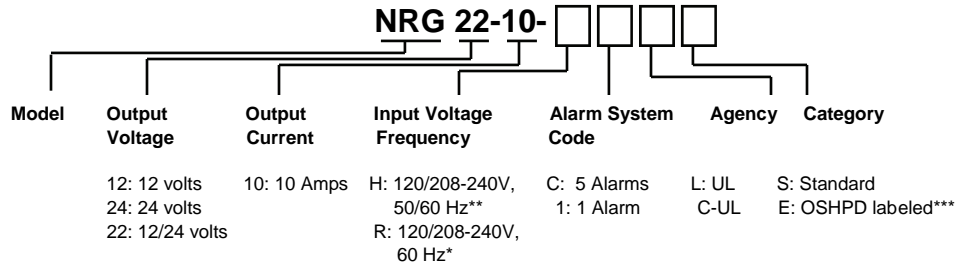 NRG 22-10-
Model Output Output Input Voltage Alarm System Agency Category
Voltage Current Frequency Code
12: 12 volts 10: 10 Amps H: 120/208-240V, C: 5 Alarms L: UL S: Standard
24: 24 volts 50/60 Hz** 1: 1 Alarm C-UL E: OSHPD labeled***
22: 12/24 volts R: 120/208-240V,
60 Hz*